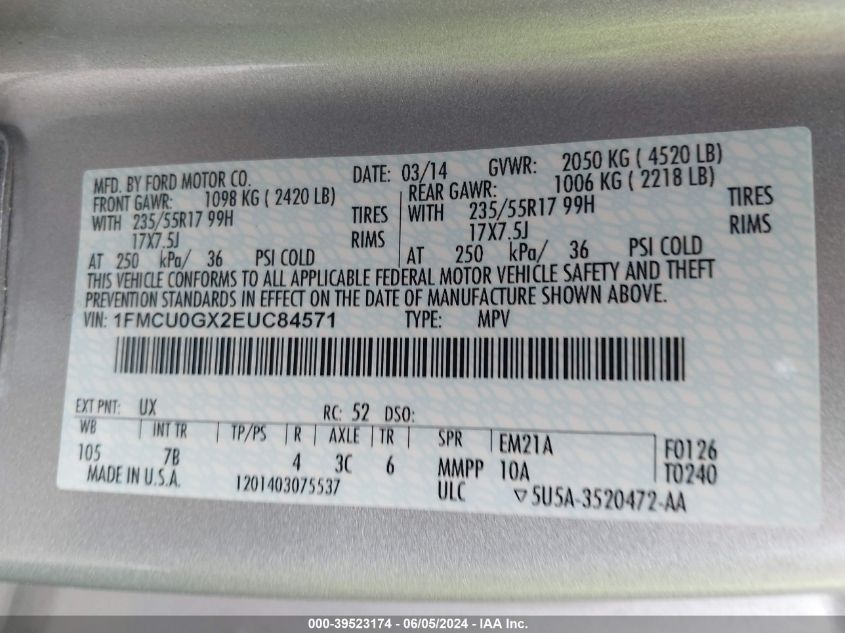 MFD. BY FORD MOTOR CO. DATE: 03/14 GVWR: 2050 KG ( 4520 LB)
FRONT GAWR: 1098 KG ( 2420 LB) REAR GAWR: 1006 KG ( 2218 LB)
WITH 235/55R17 99H TIRES WITH 235/55R17 99H TIRES
17X7.5J RIMS 17X7.5J RIMS
AT 250 kPa/ 36 PSI COLD AT 250 kPa/ 36 PSI COLD
THIS VEHICLE CONFORMS TO ALL APPLICABLE FEDERAL MOTOR VEHICLE SAFETY AND THEFT
PREVENTION STANDARDS IN EFFECT ON THE DATE OF MANUFACTURE SHOWN ABOVE.
VIN: 1FMCU0GX2EUC84571 TYPE: MPV
EXT PNT: UX RC: 52 DSO:
WB INT TR TP/PS R AXLE TR SPR EM21A F0126
105 7B 4 3C 6 MMPP 10A T0240
MADE IN U.S.A. 1201403075537 ULC ▽5U5A-3520472-AA
000-39523174 - 06/05/2024 - IAA Inc.